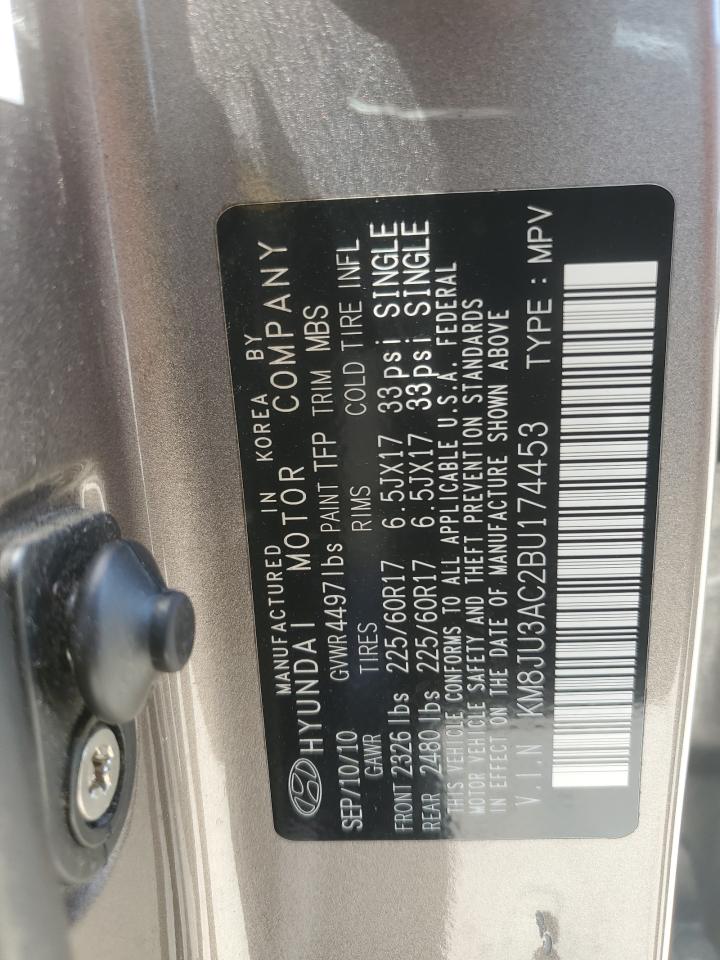 MANUFACTURED IN KOREA BY
HYUNDAI MOTOR COMPANY
SEP/10/10 GVWR4497lbs PAINT TFP TRIM MBS
GAWR TIRES RIMS COLD TIRE INFL
FRONT 2326 lbs 225/60R17 6.5JX17 33psi SINGLE
REAR 2480 lbs 225/60R17 6.5JX17 33psi SINGLE
THIS VEHICLE CONFORMS TO ALL APPLICABLE U.S.A. FEDERAL
MOTOR VEHICLE SAFETY AND THEFT PREVENTION STANDARDS
IN EFFECT ON THE DATE OF MANUFACTURE SHOWN ABOVE
V.I.N KM8JU3AC2BU174453 TYPE : MPV